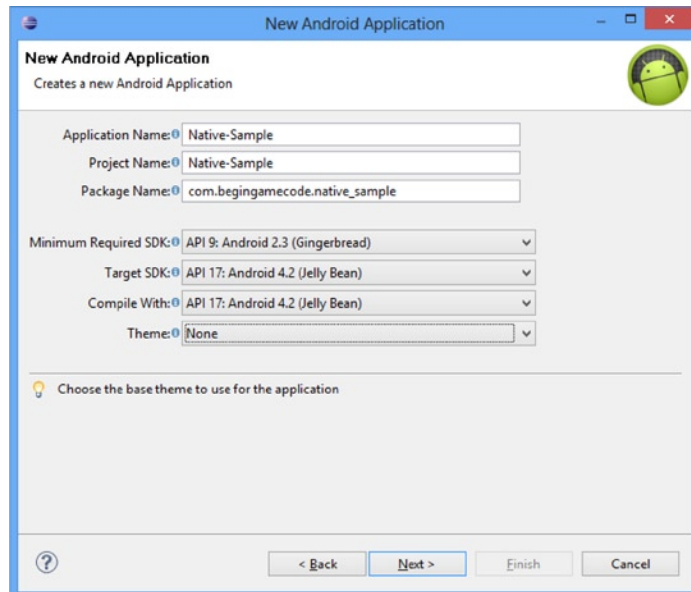 New Android Application
New Android Application
Creates a new Android Application
Application Name: Native-Sample
Project Name: Native-Sample
Package Name: com.begingamecode.native_sample
Minimum Required SDK: API 9: Android 2.3 (Gingerbread)
Target SDK: API 17: Android 4.2 (Jelly Bean)
Compile With: API 17: Android 4.2 (Jelly Bean)
Theme: None
Choose the base theme to use for the application
? < Back Next > Finish Cancel